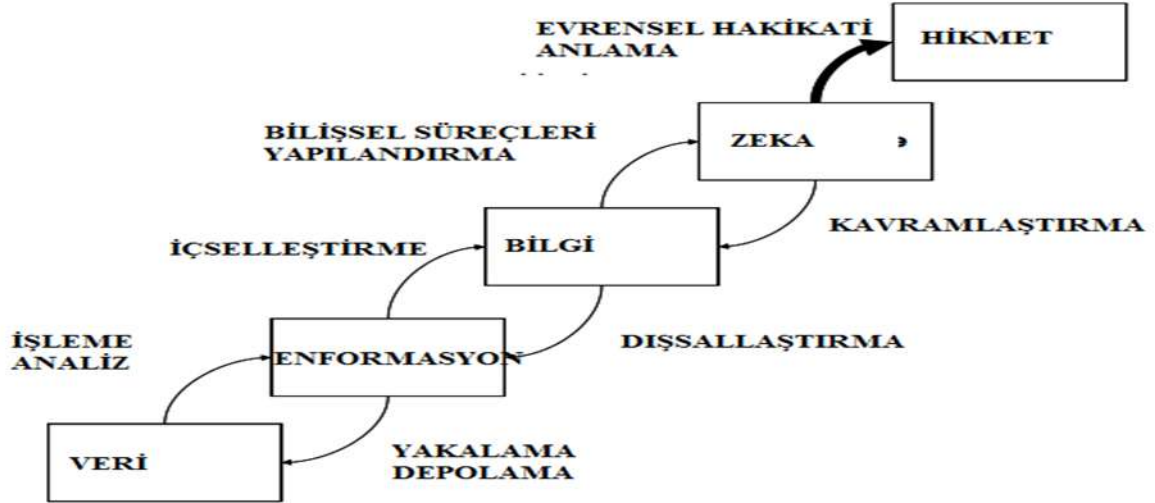 EVRENSEL HAKİKATİ
ANLAMA
HİKMET
BİLİŞSEL SÜREÇLERİ
YAPILANDIRMA
ZEKA
KAVRAMLAŞTIRMA
İÇSELLEŞTİRME
BİLGİ
DIŞSALLAŞTIRMA
İŞLEME
ANALİZ
ENFORMASYON
YAKALAMA
DEPOLAMA
VERİ